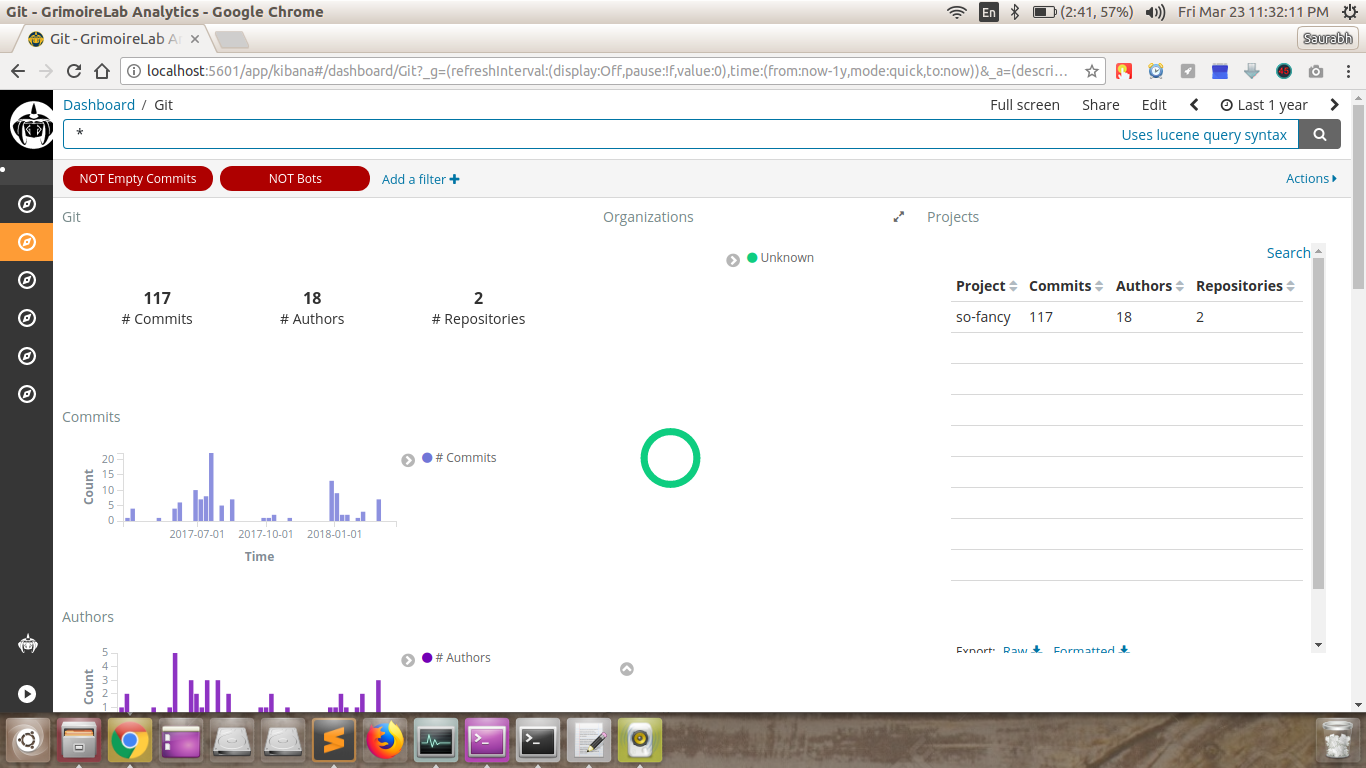 Git - GrimoireLab Analytics - Google Chrome
En
(2:41, 57%)
Fri Mar 23 11:32:11 PM
Git - GrimoireLab A
Saurabh
localhost:5601/app/kibana#/dashboard/Git?_g=(refreshInterval:(display:Off,pause:!f,value:0),time:(from:now-1y,mode:quick,to:now))&_a=(descri...
Dashboard / Git
Full screen Share Edit Last 1 year
*
Uses lucene query syntax
NOT Empty Commits NOT Bots Add a filter
Actions
Git
117 18 2
# Commits # Authors # Repositories
Organizations
Unknown
Projects
Search
Project Commits Authors Repositories
so-fancy 117 18 2
Commits
# Commits
Count
20
15
10
5
0
2017-07-01 2017-10-01 2018-01-01
Time
Authors
# Authors
Count
5
4
3
2
1
Export: Raw Formatted